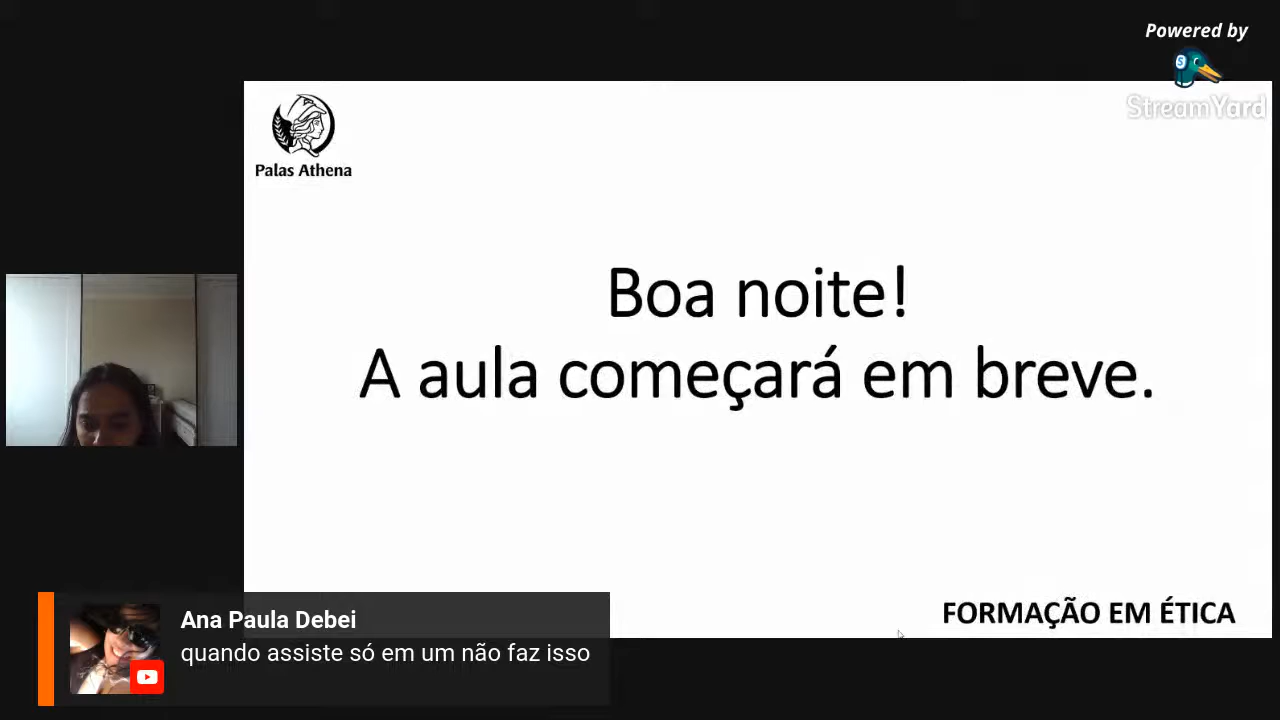 Powered by
StreamYard
Palas Athena
Boa noite!
A aula começará em breve.
FORMAÇÃO EM ÉTICA
Ana Paula Debei
quando assiste só em um não faz isso